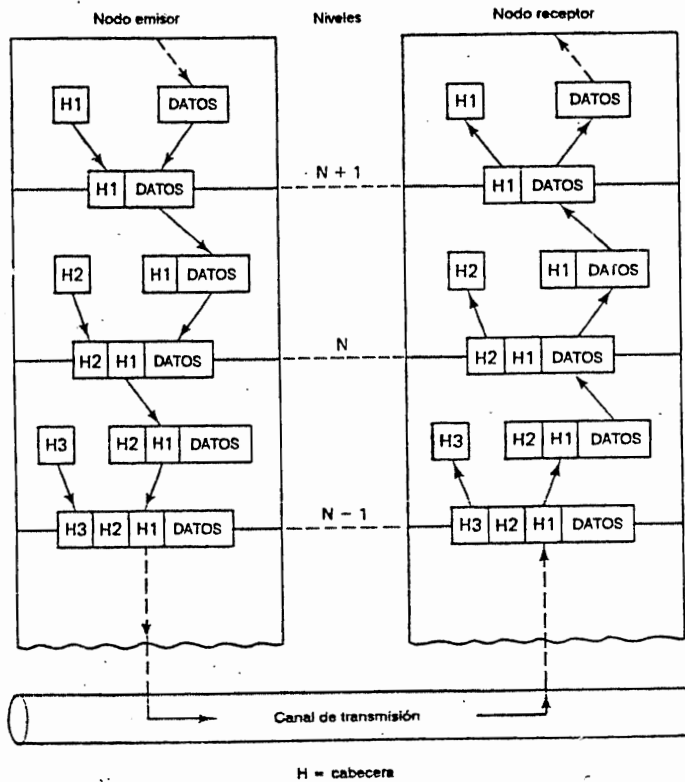 Nodo emisor Niveles Nodo receptor
H1 DATOS H1 DATOS
H1 DATOS N + 1 H1 DATOS
H2 H1 DATOS H2 H1 DATOS
H2 H1 DATOS N H2 H1 DATOS
H3 H2 H1 DATOS H3 H2 H1 DATOS
H3 H2 H1 DATOS N − 1 H3 H2 H1 DATOS
Canal de transmisión
H = cabecera